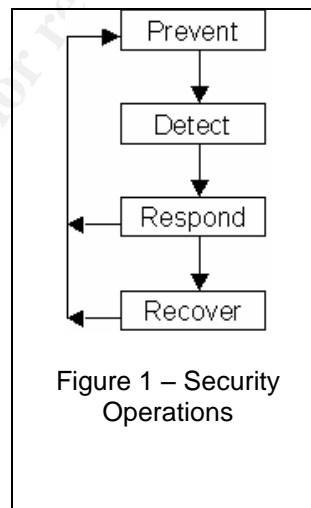 Prevent
Detect
Respond
Recover
Figure 1 – Security
Operations